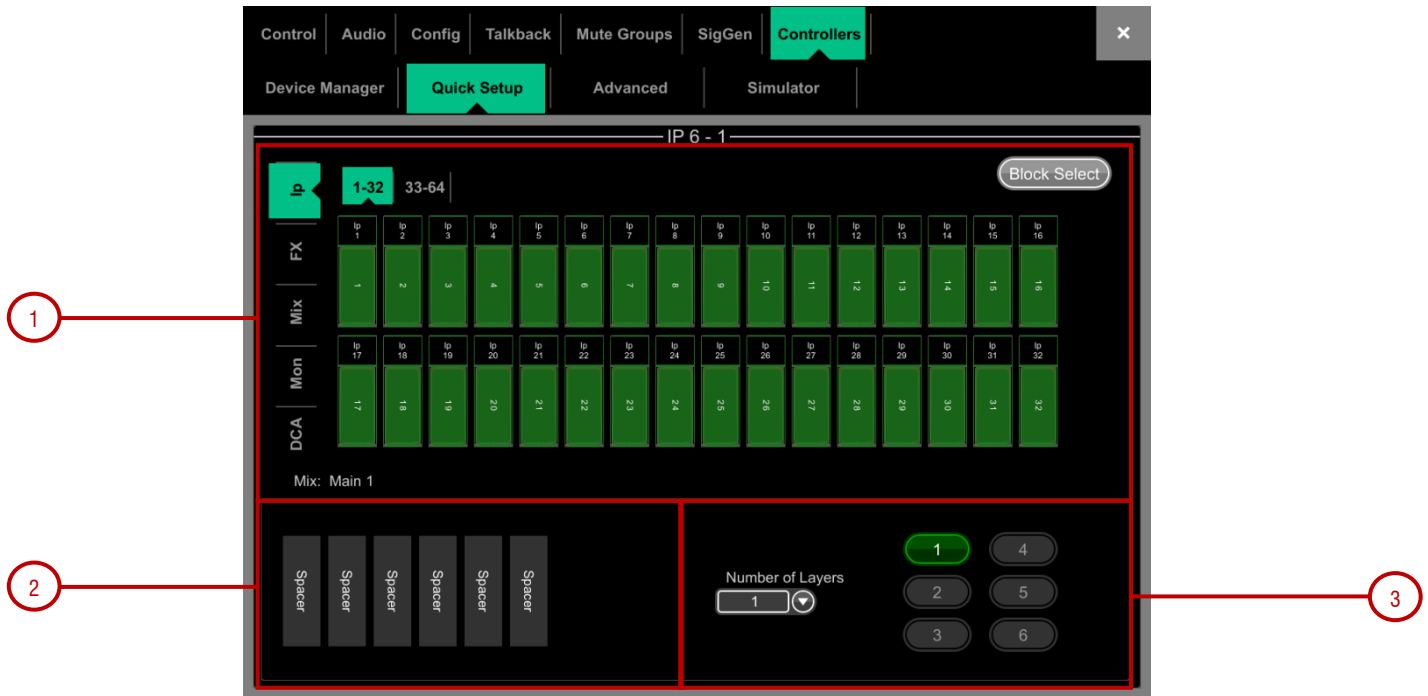 Control Audio Config Talkback Mute Groups SigGen Controllers ×
Device Manager Quick Setup Advanced Simulator
IP 6 - 1
Ip
1-32 33-64
Block Select
FX
Mix
Mon
DCA
Ip 1 Ip 2 Ip 3 Ip 4 Ip 5 Ip 6 Ip 7 Ip 8 Ip 9 Ip 10 Ip 11 Ip 12 Ip 13 Ip 14 Ip 15 Ip 16
1 2 3 4 5 6 7 8 9 10 11 12 13 14 15 16
Ip 17 Ip 18 Ip 19 Ip 20 Ip 21 Ip 22 Ip 23 Ip 24 Ip 25 Ip 26 Ip 27 Ip 28 Ip 29 Ip 30 Ip 31 Ip 32
17 18 19 20 21 22 23 24 25 26 27 28 29 30 31 32
Mix: Main 1
1
2
Spacer Spacer Spacer Spacer Spacer Spacer
Number of Layers
1
1 4
2 5
3 6
3